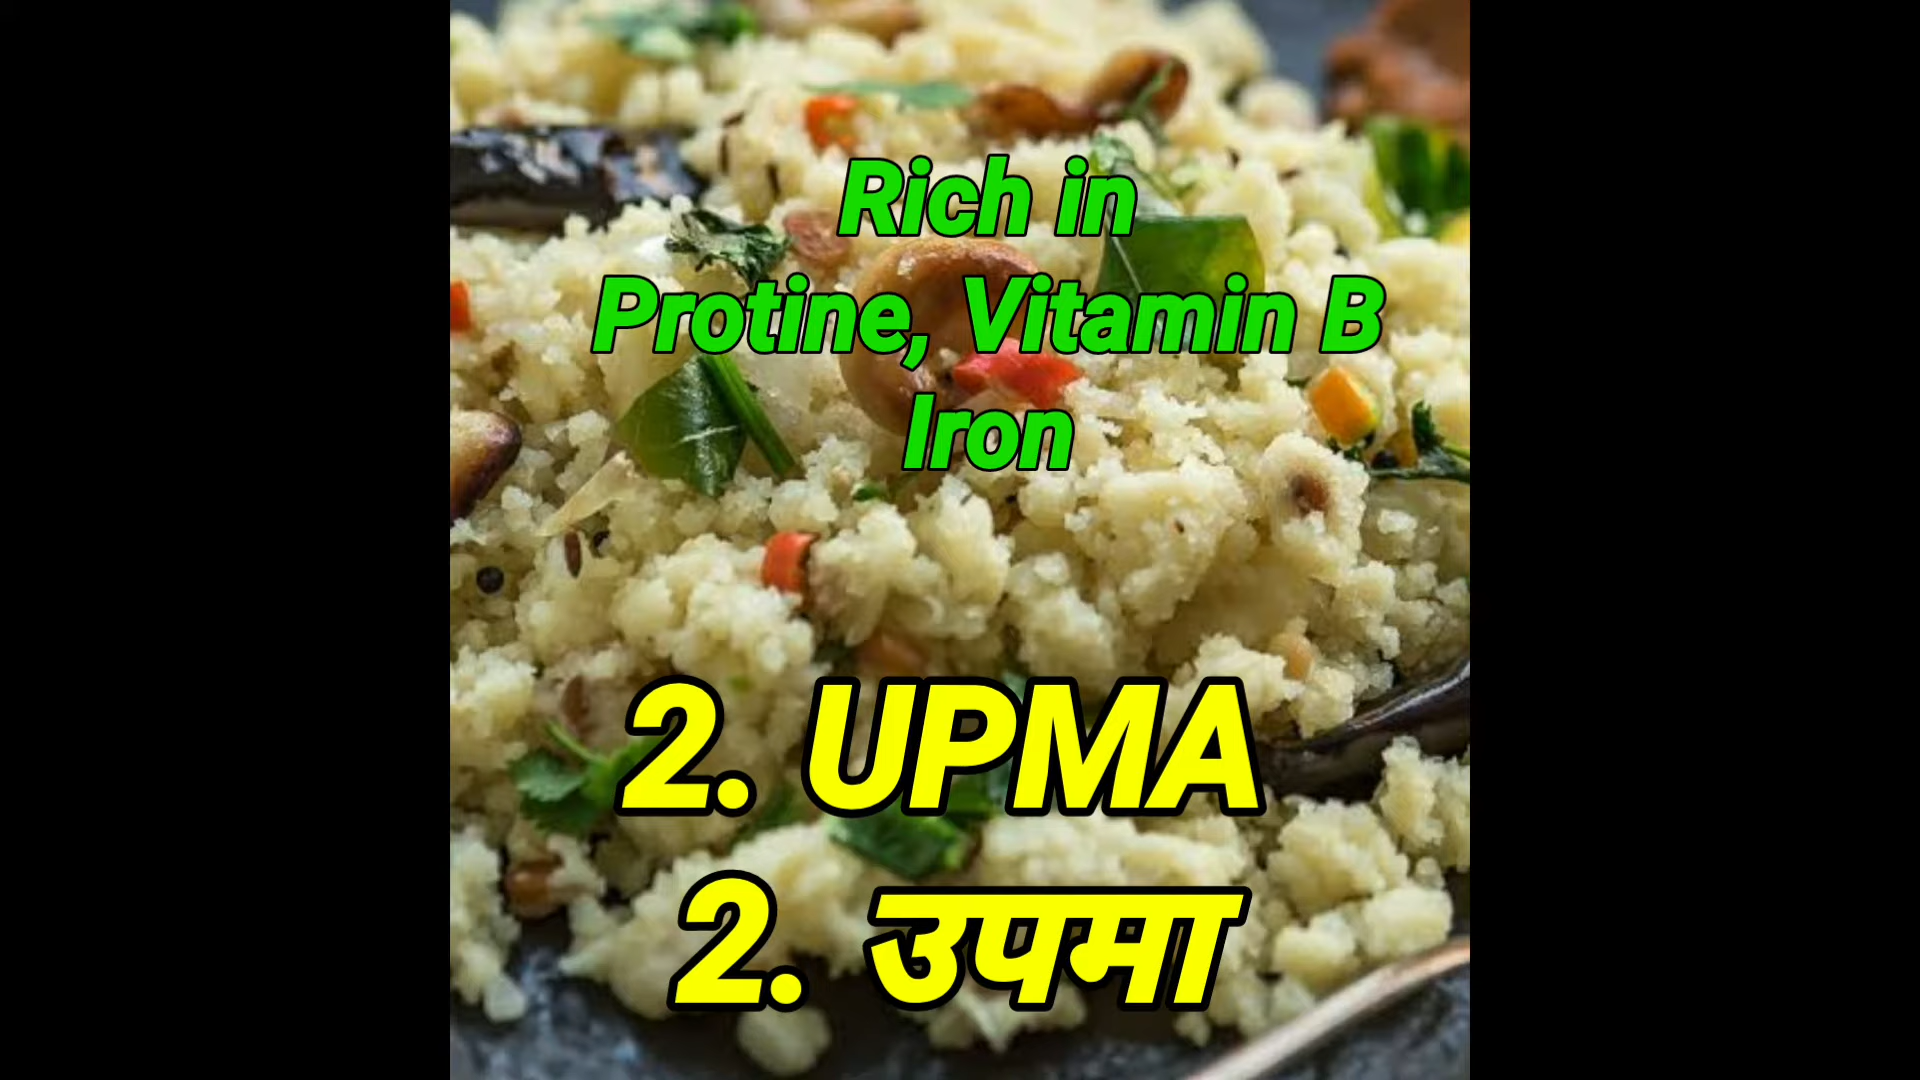 Rich in
Protine, Vitamin B
Iron
2. UPMA
2. उपमा